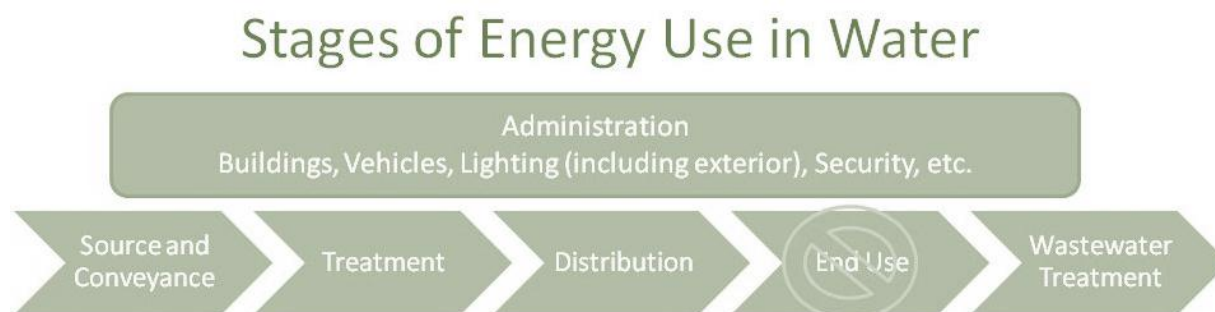 Stages of Energy Use in Water
Administration
Buildings, Vehicles, Lighting (including exterior), Security, etc.
Source and
Conveyance
Treatment
Distribution
End Use
Wastewater
Treatment